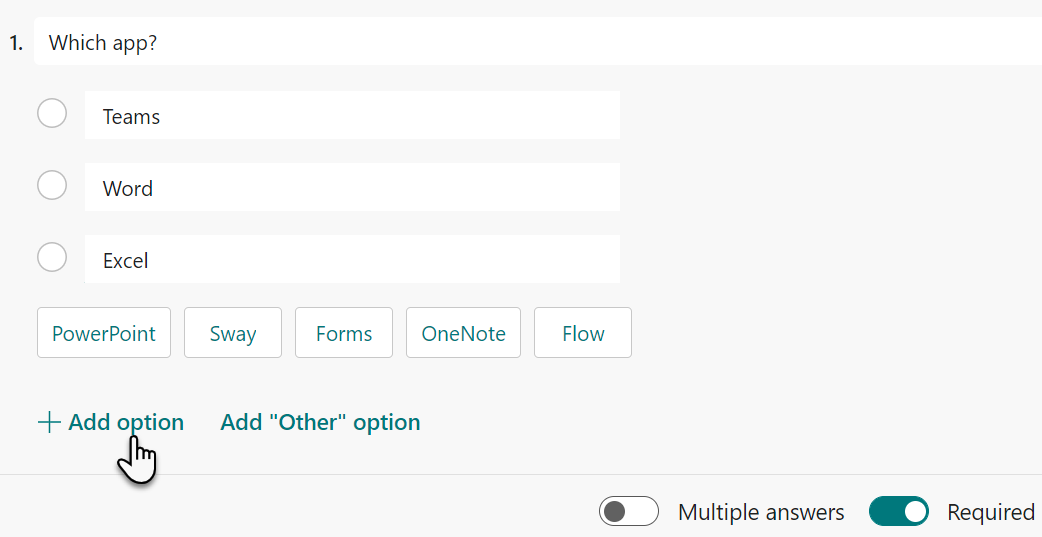 1. Which app?
Teams
Word
Excel
PowerPoint Sway Forms OneNote Flow
Add option Add "Other" option
Multiple answers Required